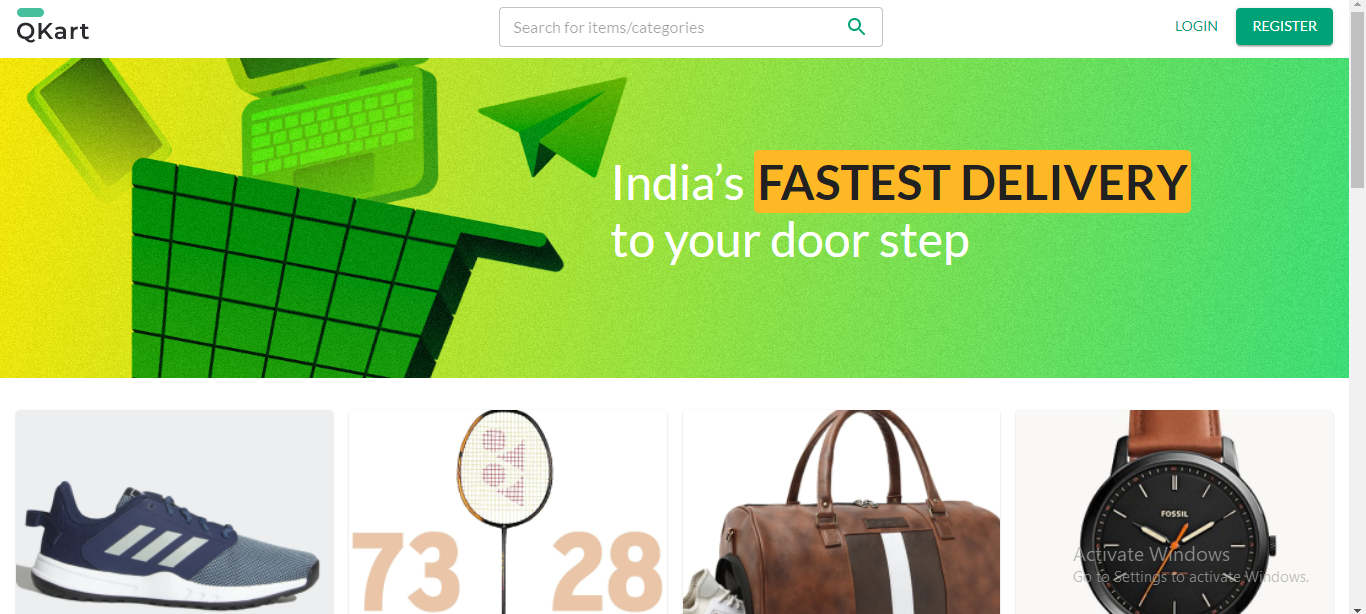 QKart
Search for items/categories
LOGIN
REGISTER
India’s FASTEST DELIVERY
to your door step
73 28
FOSSIL
Activate Windows
Go to Settings to activate Windows.